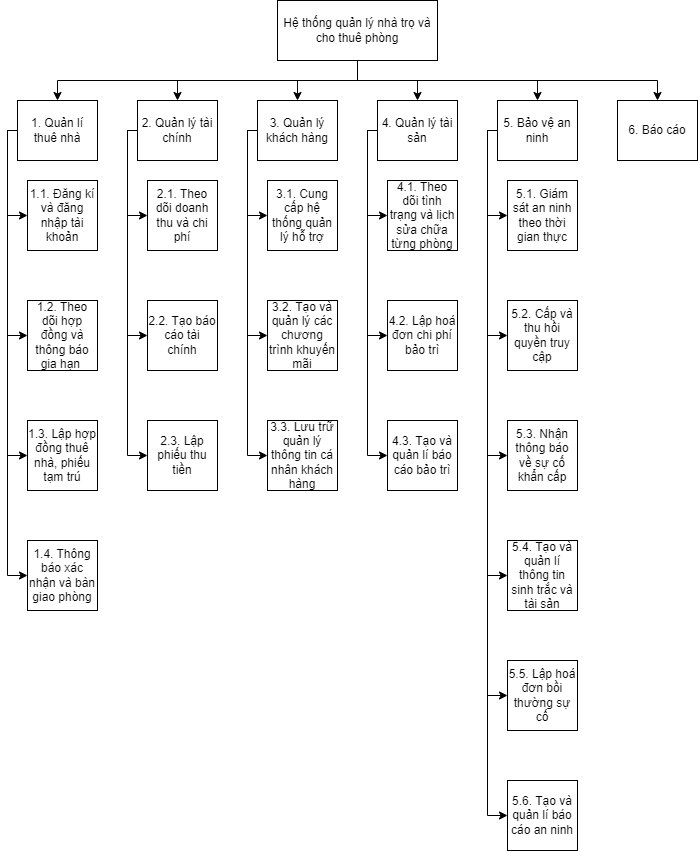 Hệ thống quản lý nhà trọ và
cho thuê phòng
1. Quản lí
thuê nhà
2. Quản lý tài
chính
3. Quản lý
khách hàng
4. Quản lý tài
sản
5. Bảo vệ an
ninh
6. Báo cáo
1.1. Đăng kí
và đăng
nhập tài
khoản
1.2. Theo
dõi hợp
đồng và
thông báo
gia hạn
1.3. Lập hợp
đồng thuê
nhà, phiếu
tạm trú
1.4. Thông
báo xác
nhận và bàn
giao phòng
2.1. Theo
dõi doanh
thu và chi
phí
2.2. Tạo báo
cáo tài
chính
2.3. Lập
phiếu thu
tiền
3.1. Cung
cấp hệ
thống quản
lý hỗ trợ
3.2. Tạo và
quản lý các
chương
trình khuyến
mãi
3.3. Lưu trữ
quản lý
thông tin cá
nhân khách
hàng
4.1. Theo
dõi tình
trạng và lịch
sửa chữa
từng phòng
4.2. Lập hoá
đơn chi phí
bảo trì
4.3. Tạo và
quản lí báo
cáo bảo trì
5.1. Giám
sát an ninh
theo thời
gian thực
5.2. Cấp và
thu hồi
quyền truy
cập
5.3. Nhận
thông báo
về sự cố
khẩn cấp
5.4. Tạo và
quản lí
thông tin
sinh trắc và
tài sản
5.5. Lập hoá
đơn bồi
thường sự
cố
5.6. Tạo và
quản lí báo
cáo an ninh